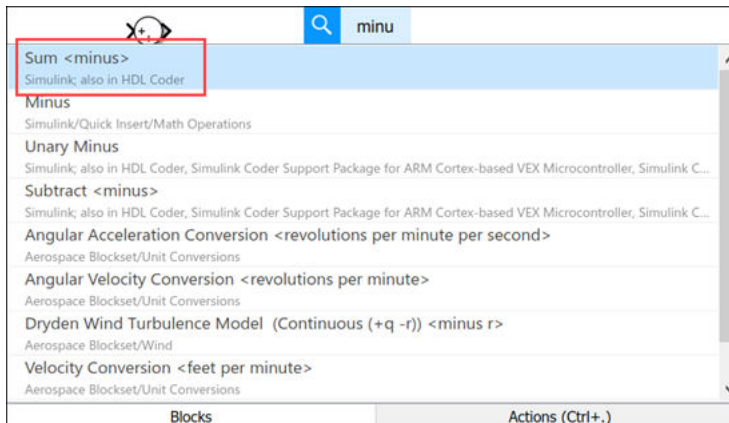 minu
Sum <minus>
Simulink; also in HDL Coder
Minus
Simulink/Quick Insert/Math Operations
Unary Minus
Simulink; also in HDL Coder, Simulink Coder Support Package for ARM Cortex-based VEX Microcontroller, Simulink C...
Subtract <minus>
Simulink; also in HDL Coder, Simulink Coder Support Package for ARM Cortex-based VEX Microcontroller, Simulink C...
Angular Acceleration Conversion <revolutions per minute per second>
Aerospace Blockset/Unit Conversions
Angular Velocity Conversion <revolutions per minute>
Aerospace Blockset/Unit Conversions
Dryden Wind Turbulence Model  (Continuous (+q -r)) <minus r>
Aerospace Blockset/Wind
Velocity Conversion <feet per minute>
Aerospace Blockset/Unit Conversions
Blocks Actions (Ctrl+.)